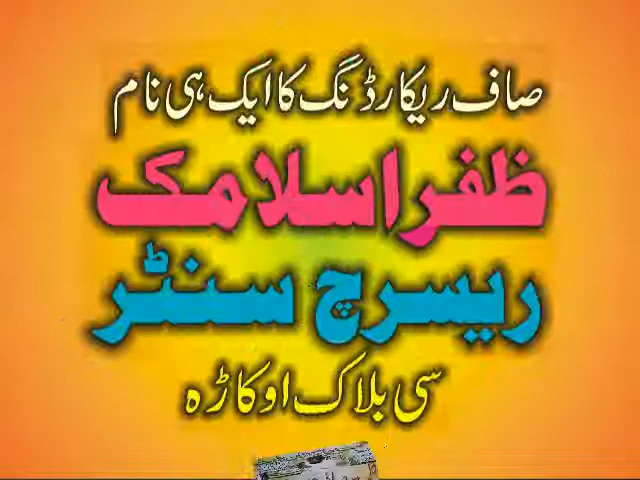 صاف ریکارڈنگ کا ایک ہی نام
ظفر اسلامک
ریسرچ سنٹر
سی بلاک اوکاڑہ